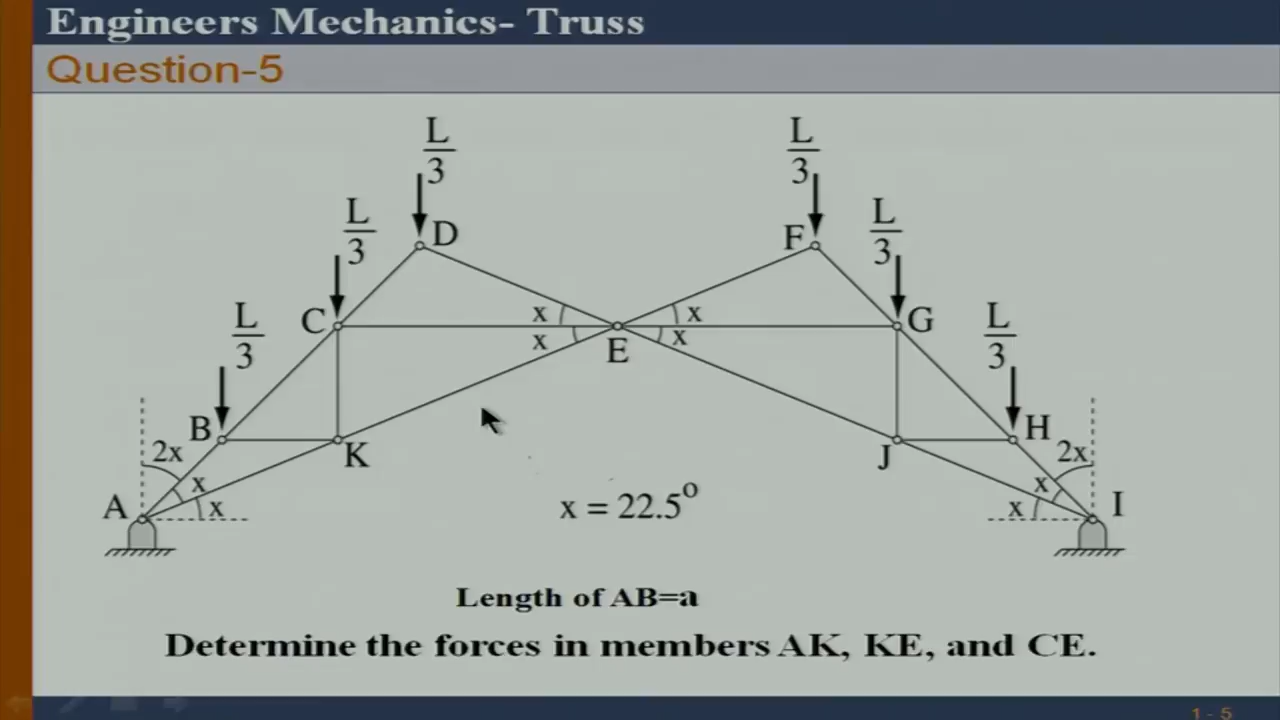 Engineers Mechanics- Truss
Question-5
L/3 L/3
L/3 D F L/3
L/3 C G L/3
x x
x x
E
B H
2x K J 2x
x x
A x x I
x = 22.5°
Length of AB=a
Determine the forces in members AK, KE, and CE.
1 - 5